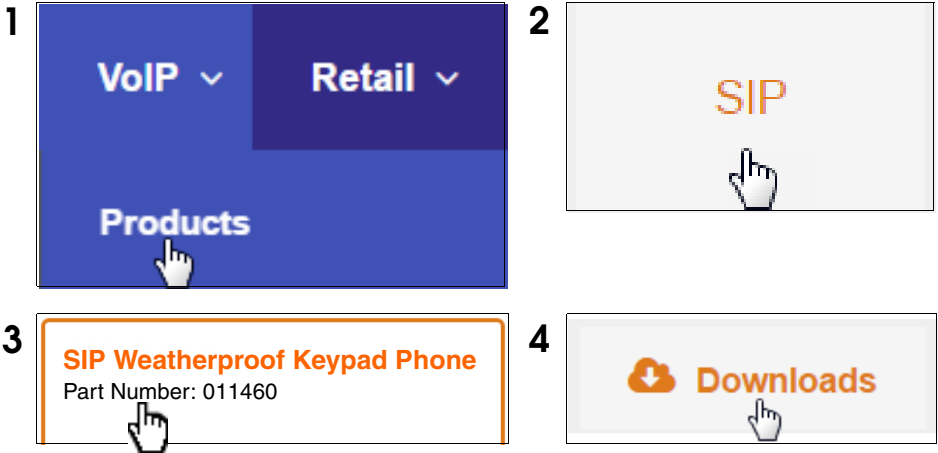 1
VoIP Retail
Products
2
SIP
3
SIP Weatherproof Keypad Phone
Part Number: 011460
4
Downloads